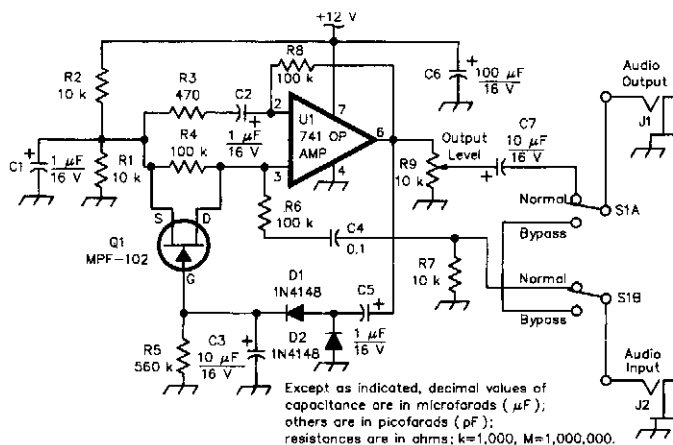 +12 V
R2
10 k
R3
470
C2
R8
100 k
C6
100 µF
16 V
Audio
Output
J1
2
7
U1
741 OP
AMP
6
3
4
R4
100 k
1 µF
16 V
C1
1 µF
16 V
R1
10 k
Output
Level
R9
10 k
C7
10 µF
16 V
Normal
S1A
Bypass
S
D
Q1
MPF-102
G
R6
100 k
C4
0.1
R7
10 k
Normal
S1B
Bypass
D1
1N4148
C5
1 µF
16 V
D2
1N4148
R5
560 k
C3
10 µF
16 V
Audio
Input
J2
Except as indicated, decimal values of
capacitance are in microfarads ( µF);
others are in picofarads ( pF);
resistances are in ohms; k=1,000, M=1,000,000.